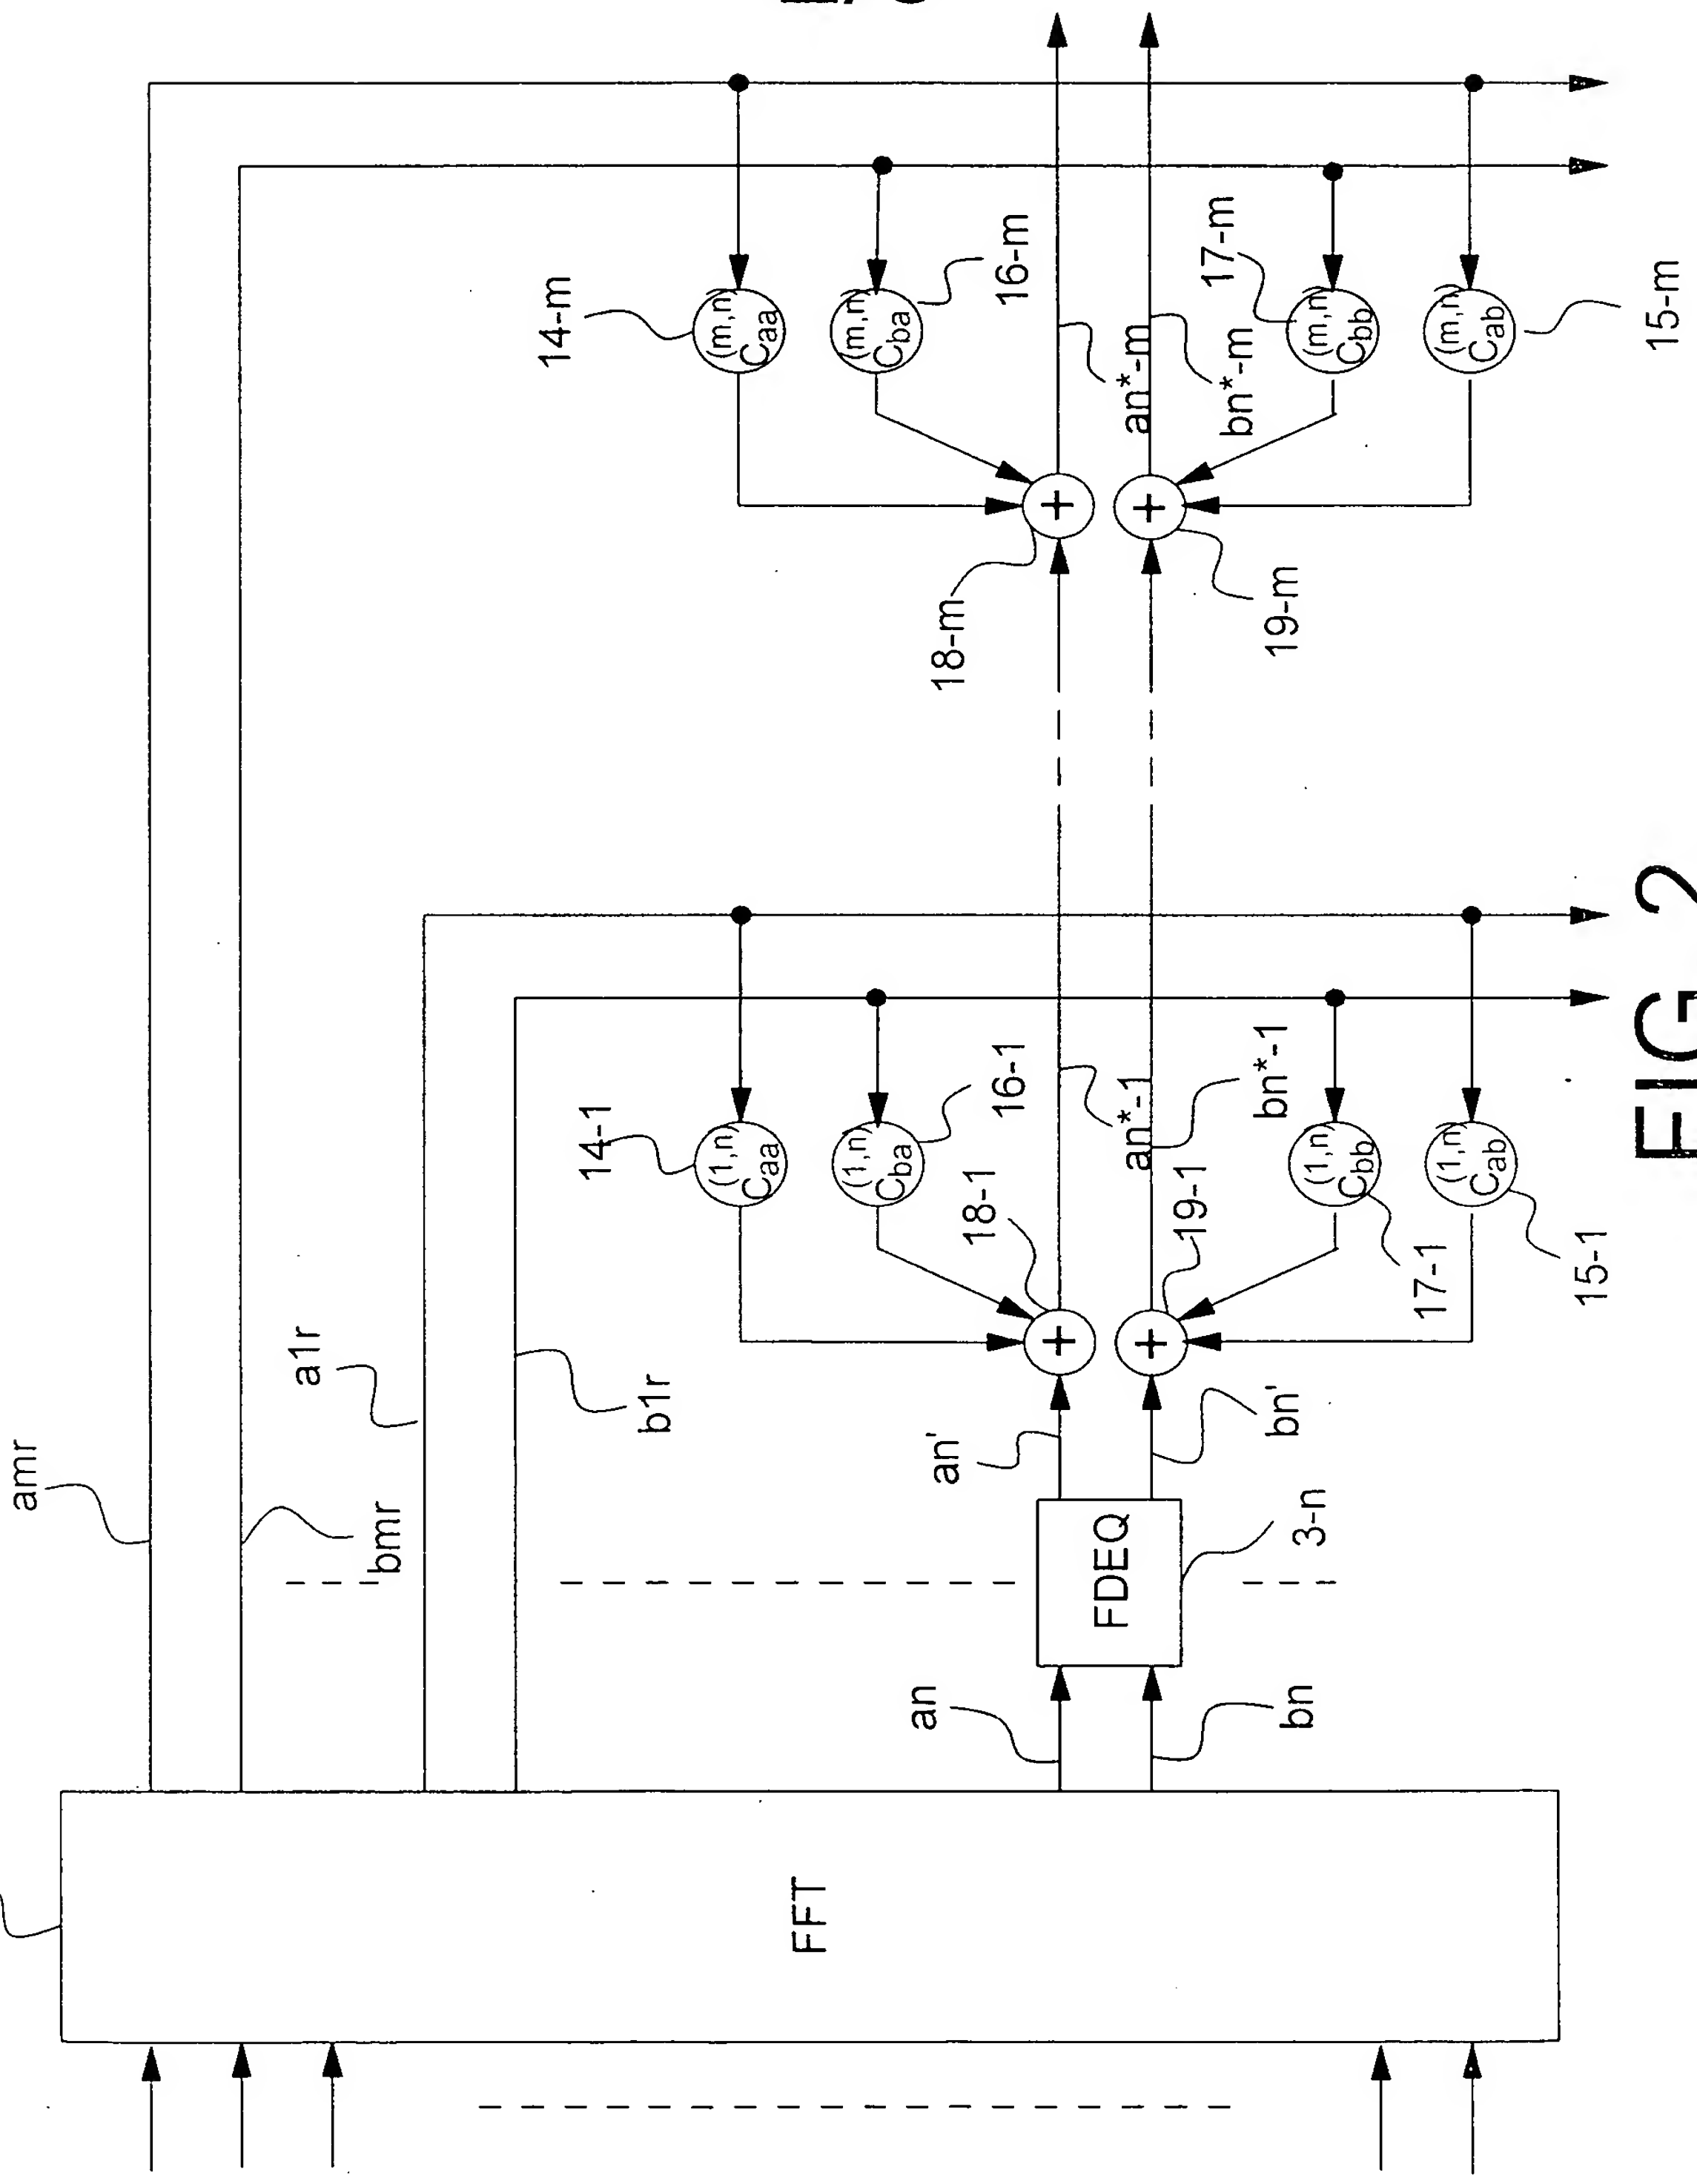 amr
bmr
a1r
b1r
FFT
an
bn
FDEQ
3-n
an'
bn'
14-1
Caa(1,n)
16-1
Cba(1,n)
18-1
+
19-1
+
an*-1
bn*-1
Cbb(1,n)
17-1
Cab(1,n)
15-1
14-m
Caa(m,n)
16-m
Cba(m,n)
18-m
+
19-m
+
an*-m
bn*-m
17-m
Cbb(m,n)
Cab(m,n)
15-m
FIG 2